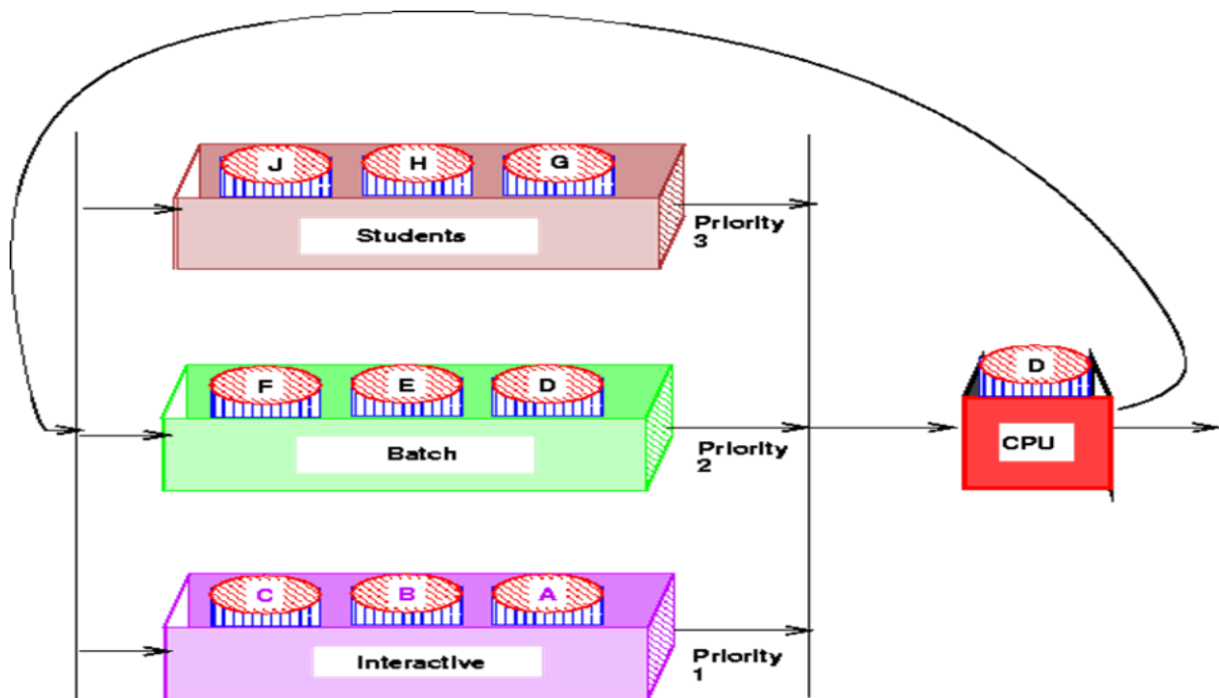 J H G
Students
Priority
3
D
F E D
Batch
Priority
2
CPU
C B A
Interactive
Priority
1